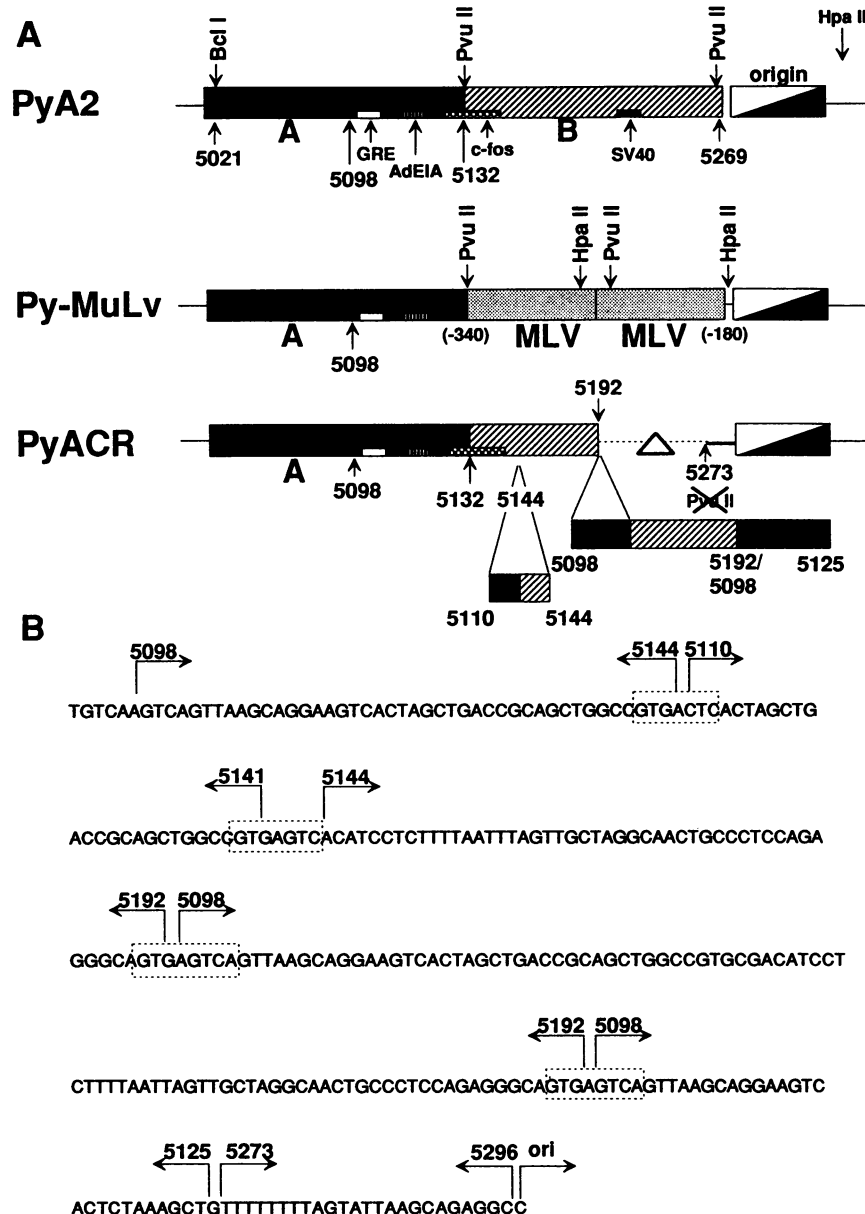 A
Bcl I
Pvu II
Pvu II
Hpa II
origin
PyA2
A
B
5021
5098
GRE
AdEIA
5132
c-fos
SV40
5269
Pvu II
Hpa II
Pvu II
Hpa II
Py-MuLv
A
5098
(-340)
MLV
MLV
(-180)
5192
PyACR
A
5098
5132
5144
5273
Pvu II
5098
5192/
5098
5125
5110
5144
B
5098
5144
5110
TGTCAAGTCAGTTAAGCAGGAAGTCACTAGCTGACCGCAGCTGGCCGTGACTCACTAGCTG
5141
5144
ACCGCAGCTGGCCGTGAGTCACATCCTCTTTTAATTTAGTTGCTAGGCAACTGCCCTCCAGA
5192
5098
GGGCAGTGAGTCAGTTAAGCAGGAAGTCACTAGCTGACCGCAGCTGGCCGTGCGACATCCT
5192
5098
CTTTTAATTAGTTGCTAGGCAACTGCCCTCCAGAGGGCAGTGAGTCAGTTAAGCAGGAAGTC
5125
5273
5296
ori
ACTCTAAAGCTGTTTTTTTTAGTATTAAGCAGAGGCC